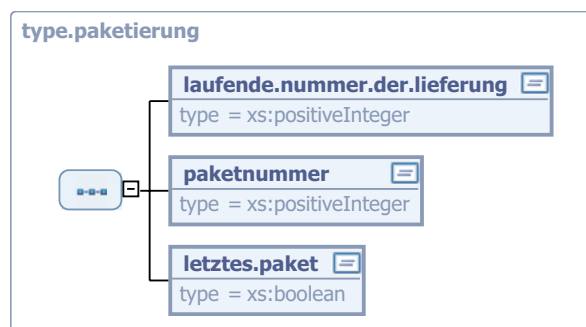 type.paketierung
laufende.nummer.der.lieferung
type = xs:positiveInteger
paketnummer
type = xs:positiveInteger
letztes.paket
type = xs:boolean